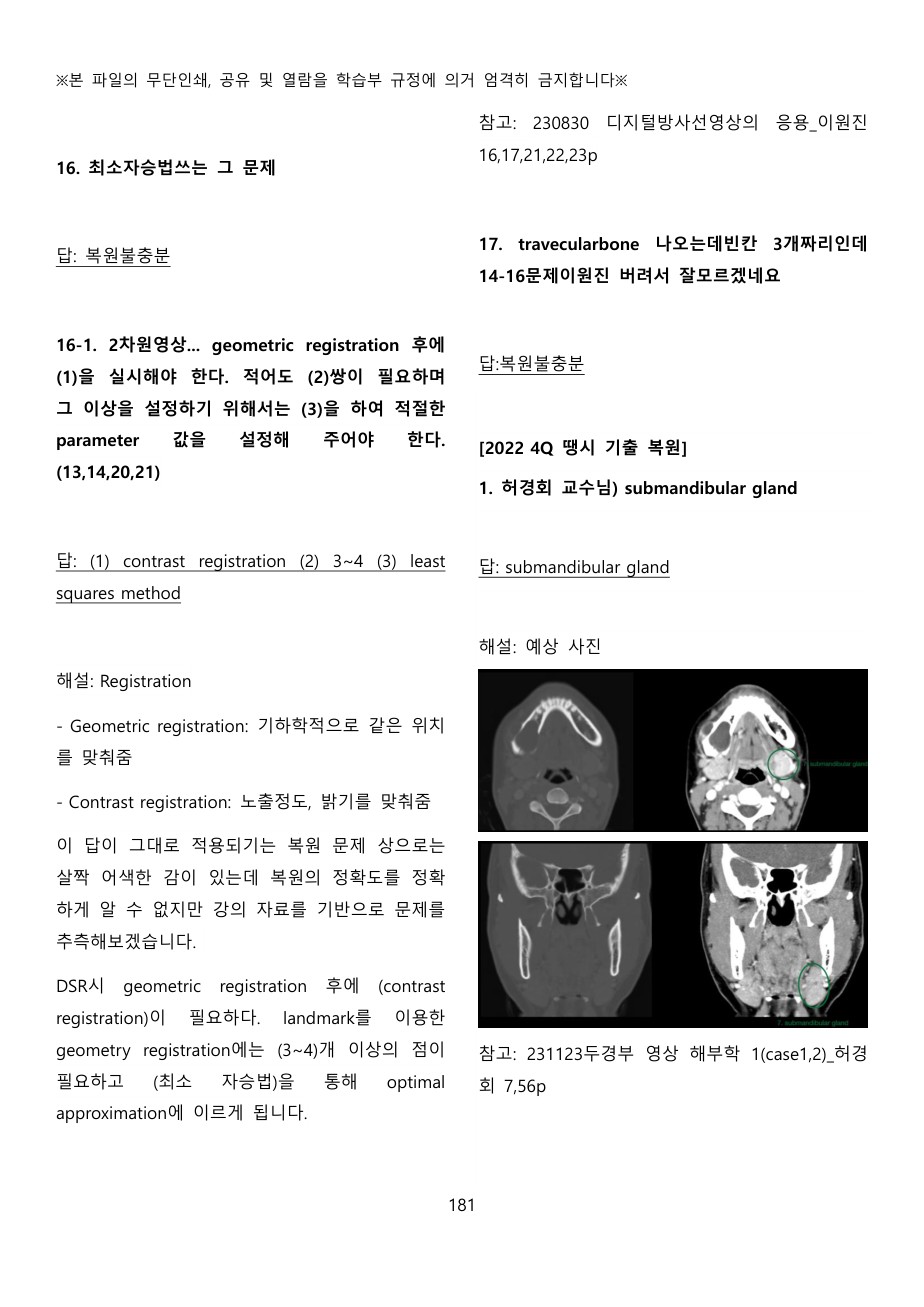 ※본 파일의 무단인쇄, 공유 및 열람을 학습부 규정에 의거 엄격히 금지합니다※
16. 최소자승법쓰는 그 문제
답: 복원불충분
16-1. 2차원영상... geometric registration 후에
(1)을 실시해야 한다. 적어도 (2)쌍이 필요하며
그 이상을 설정하기 위해서는 (3)을 하여 적절한
parameter 값을 설정해 주어야 한다.
(13,14,20,21)
답: (1) contrast registration (2) 3~4 (3) least
squares method
해설: Registration
- Geometric registration: 기하학적으로 같은 위치
를 맞춰줌
- Contrast registration: 노출정도, 밝기를 맞춰줌
이 답이 그대로 적용되기는 복원 문제 상으로는
살짝 어색한 감이 있는데 복원의 정확도를 정확
하게 알 수 없지만 강의 자료를 기반으로 문제를
추측해보겠습니다.
DSR시 geometric registration 후에 (contrast
registration)이 필요하다. landmark를 이용한
geometry registration에는 (3~4)개 이상의 점이
필요하고 (최소 자승법)을 통해 optimal
approximation에 이르게 됩니다.
참고: 230830 디지털방사선영상의 응용_이원진
16,17,21,22,23p
17. travecularbone 나오는데빈칸 3개짜리인데
14-16문제이원진 버려서 잘모르겠네요
답:복원불충분
[2022 4Q 땡시 기출 복원]
1. 허경회 교수님) submandibular gland
답: submandibular gland
해설: 예상 사진
7. submandibular gland
7. submandibular gland
참고: 231123두경부 영상 해부학 1(case1,2)_허경
회 7,56p
181